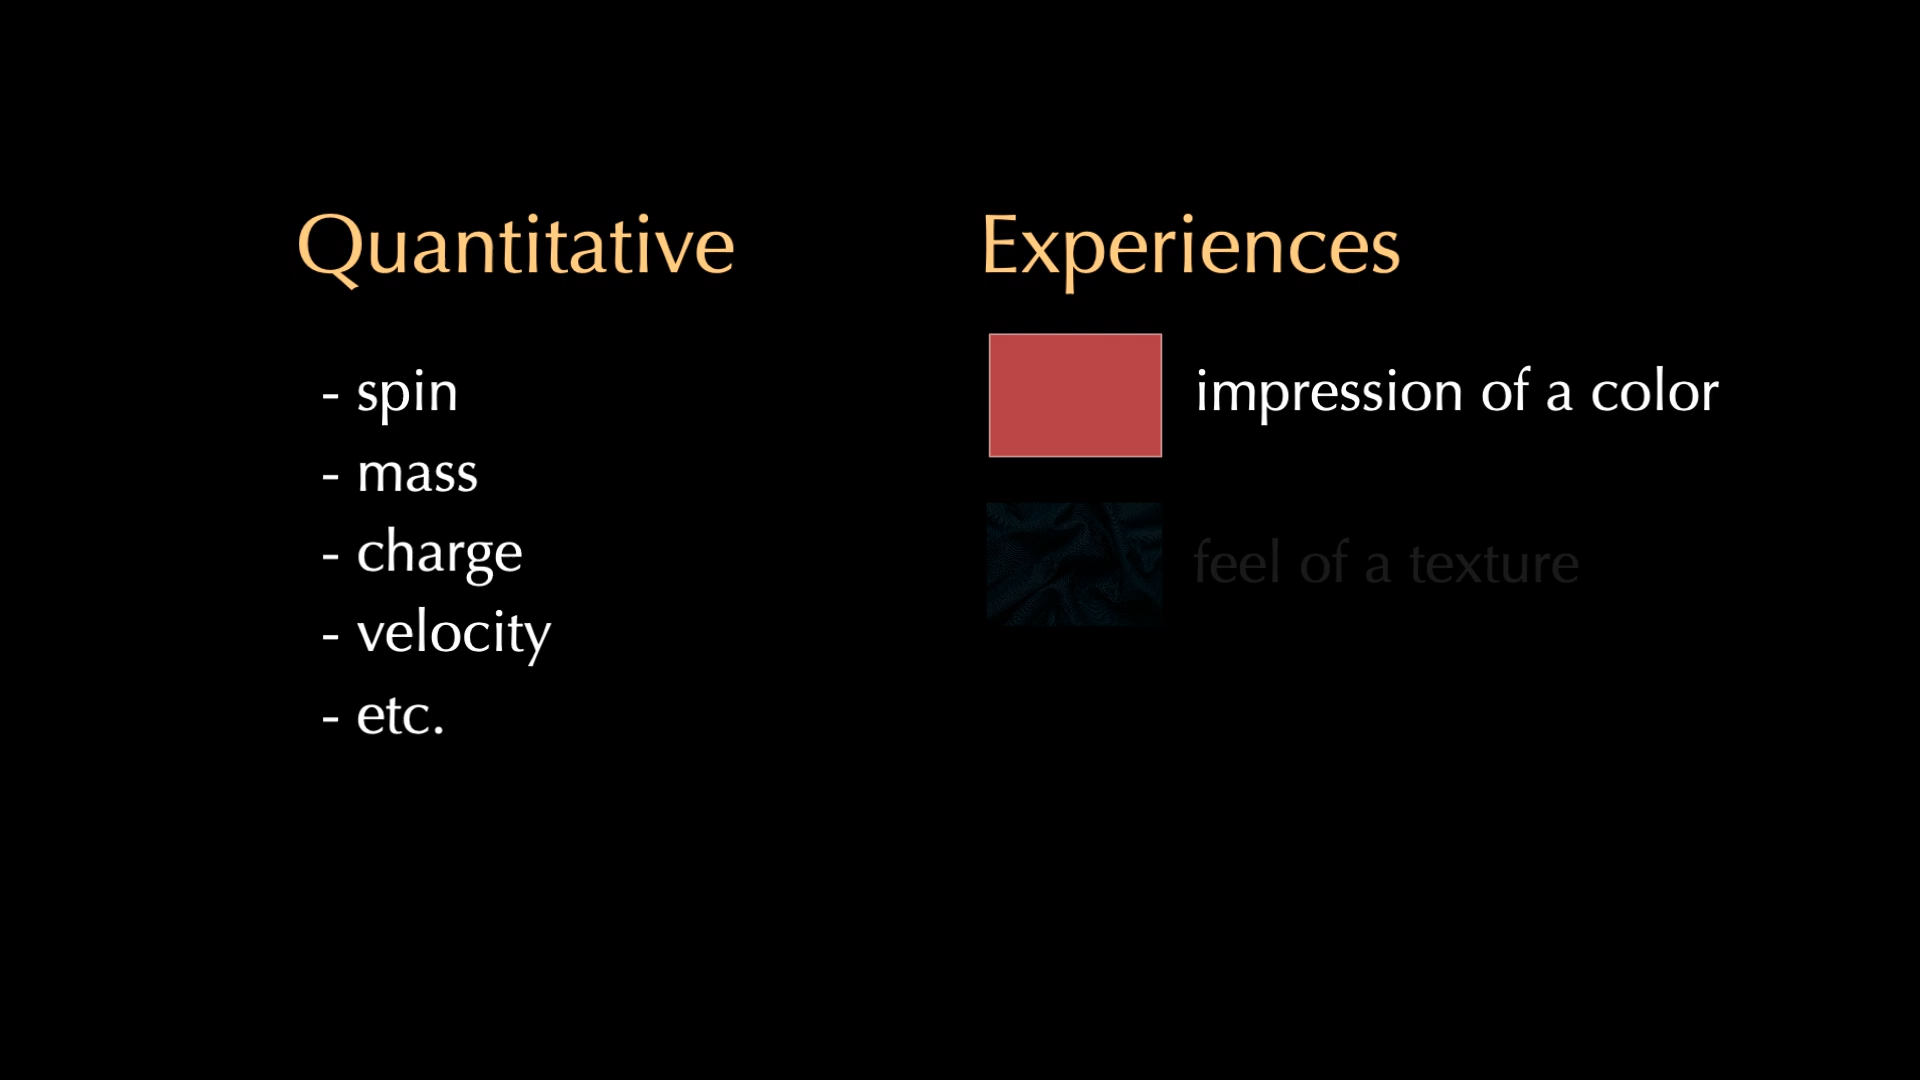 Quantitative
- spin
- mass
- charge
- velocity
- etc.
Experiences
impression of a color
feel of a texture